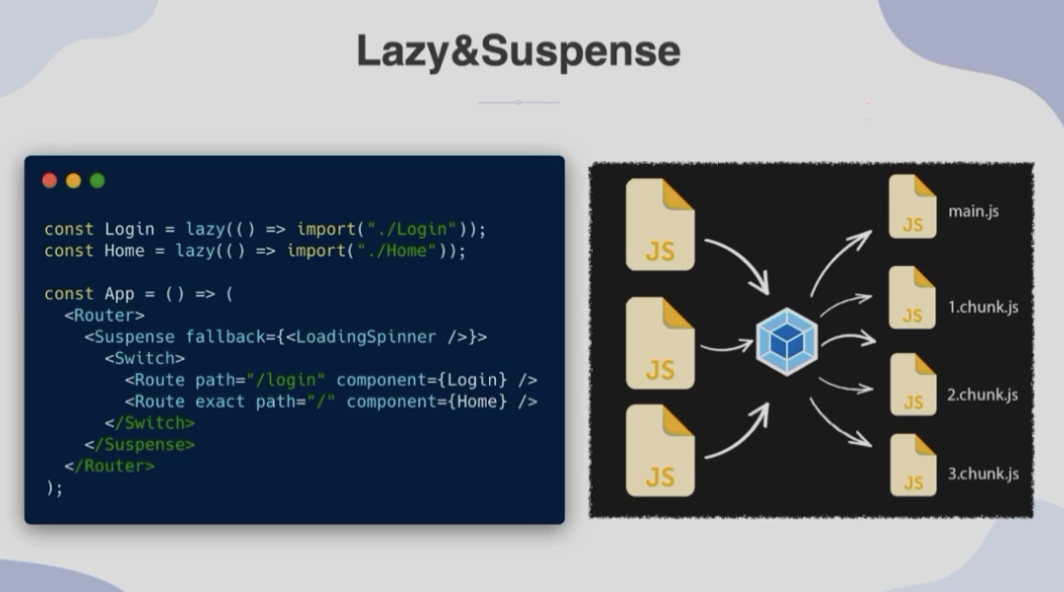 Lazy&Suspense
const Login = lazy(() => import("./Login"));
const Home = lazy(() => import("./Home"));
const App = () => (
<Router>
<Suspense fallback={<LoadingSpinner />}>
<Switch>
<Route path="/login" component={Login} />
<Route exact path="/" component={Home} />
</Switch>
</Suspense>
</Router>
);
JS
JS
JS
JS main.js
JS 1.chunk.js
JS 2.chunk.js
JS 3.chunk.js